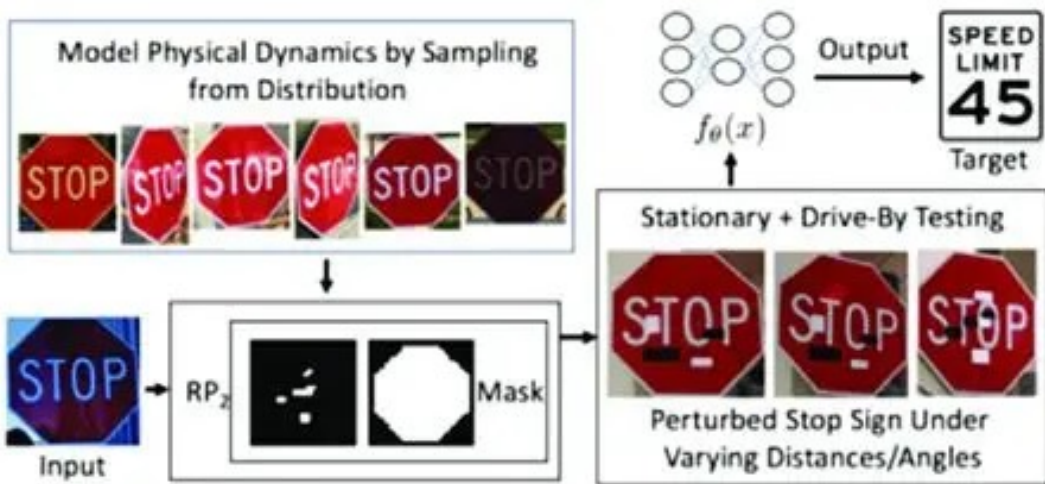 Model Physical Dynamics by Sampling
from Distribution
STOP STOP STOP STOP STOP STOP
STOP
Input
RP₂
Mask
Stationary + Drive-By Testing
STOP STOP STOP
Perturbed Stop Sign Under
Varying Distances/Angles
f_θ(x)
Output
SPEED
LIMIT
45
Target